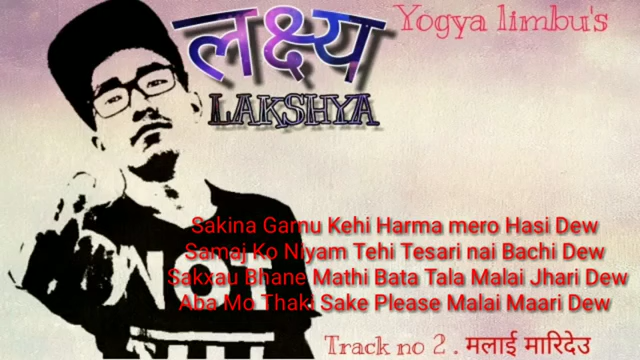 लक्ष्य
Yogya limbu's
LAKSHYA
Sakina Garnu Kehi Harma mero Hasi Dew
Samaj Ko Niyam Tehi Tesari nai Bachi Dew
Sakxau Bhane Mathi Bata Tala Malai Jhari Dew
Aba Mo Thaki Sake Please Malai Maari Dew
Track no 2 . मलाई मारिदेउ